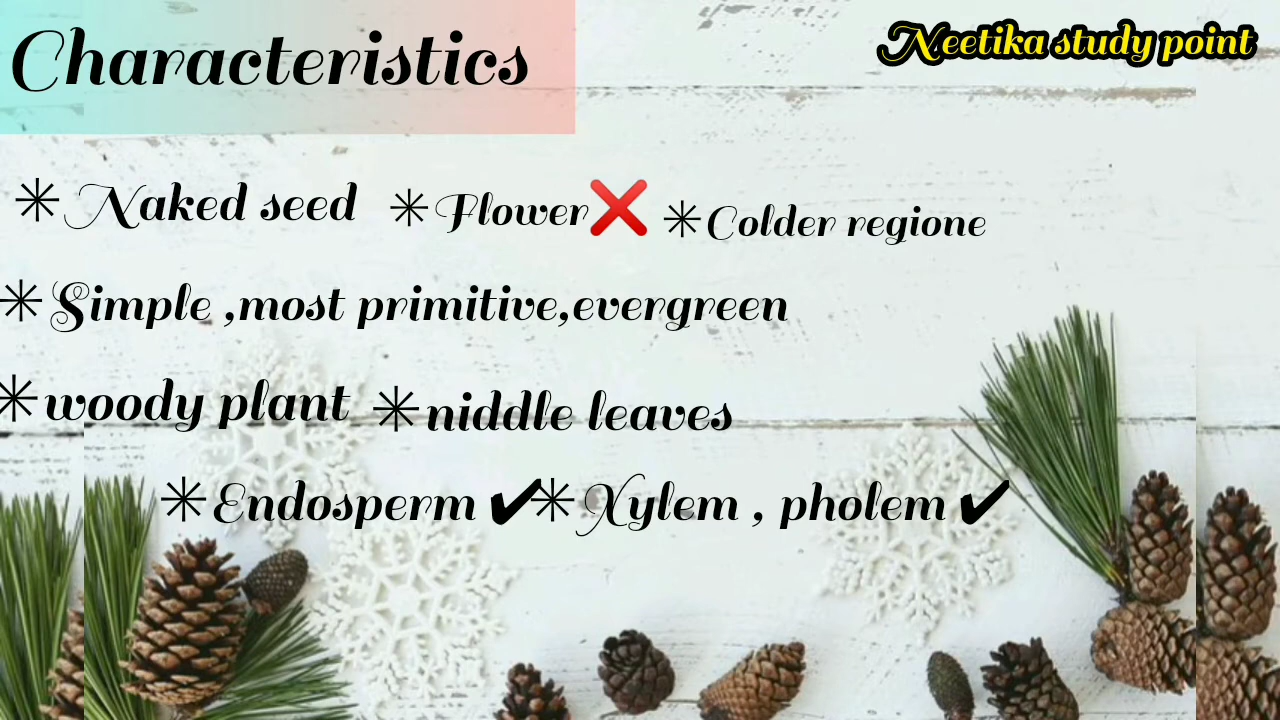 Characteristics
Neetika study point
✳Naked seed ✳Flower❌ ✳Colder regione
✳Simple ,most primitive,evergreen
✳woody plant ✳niddle leaves
✳Endosperm ✔✳Xylem , pholem ✔